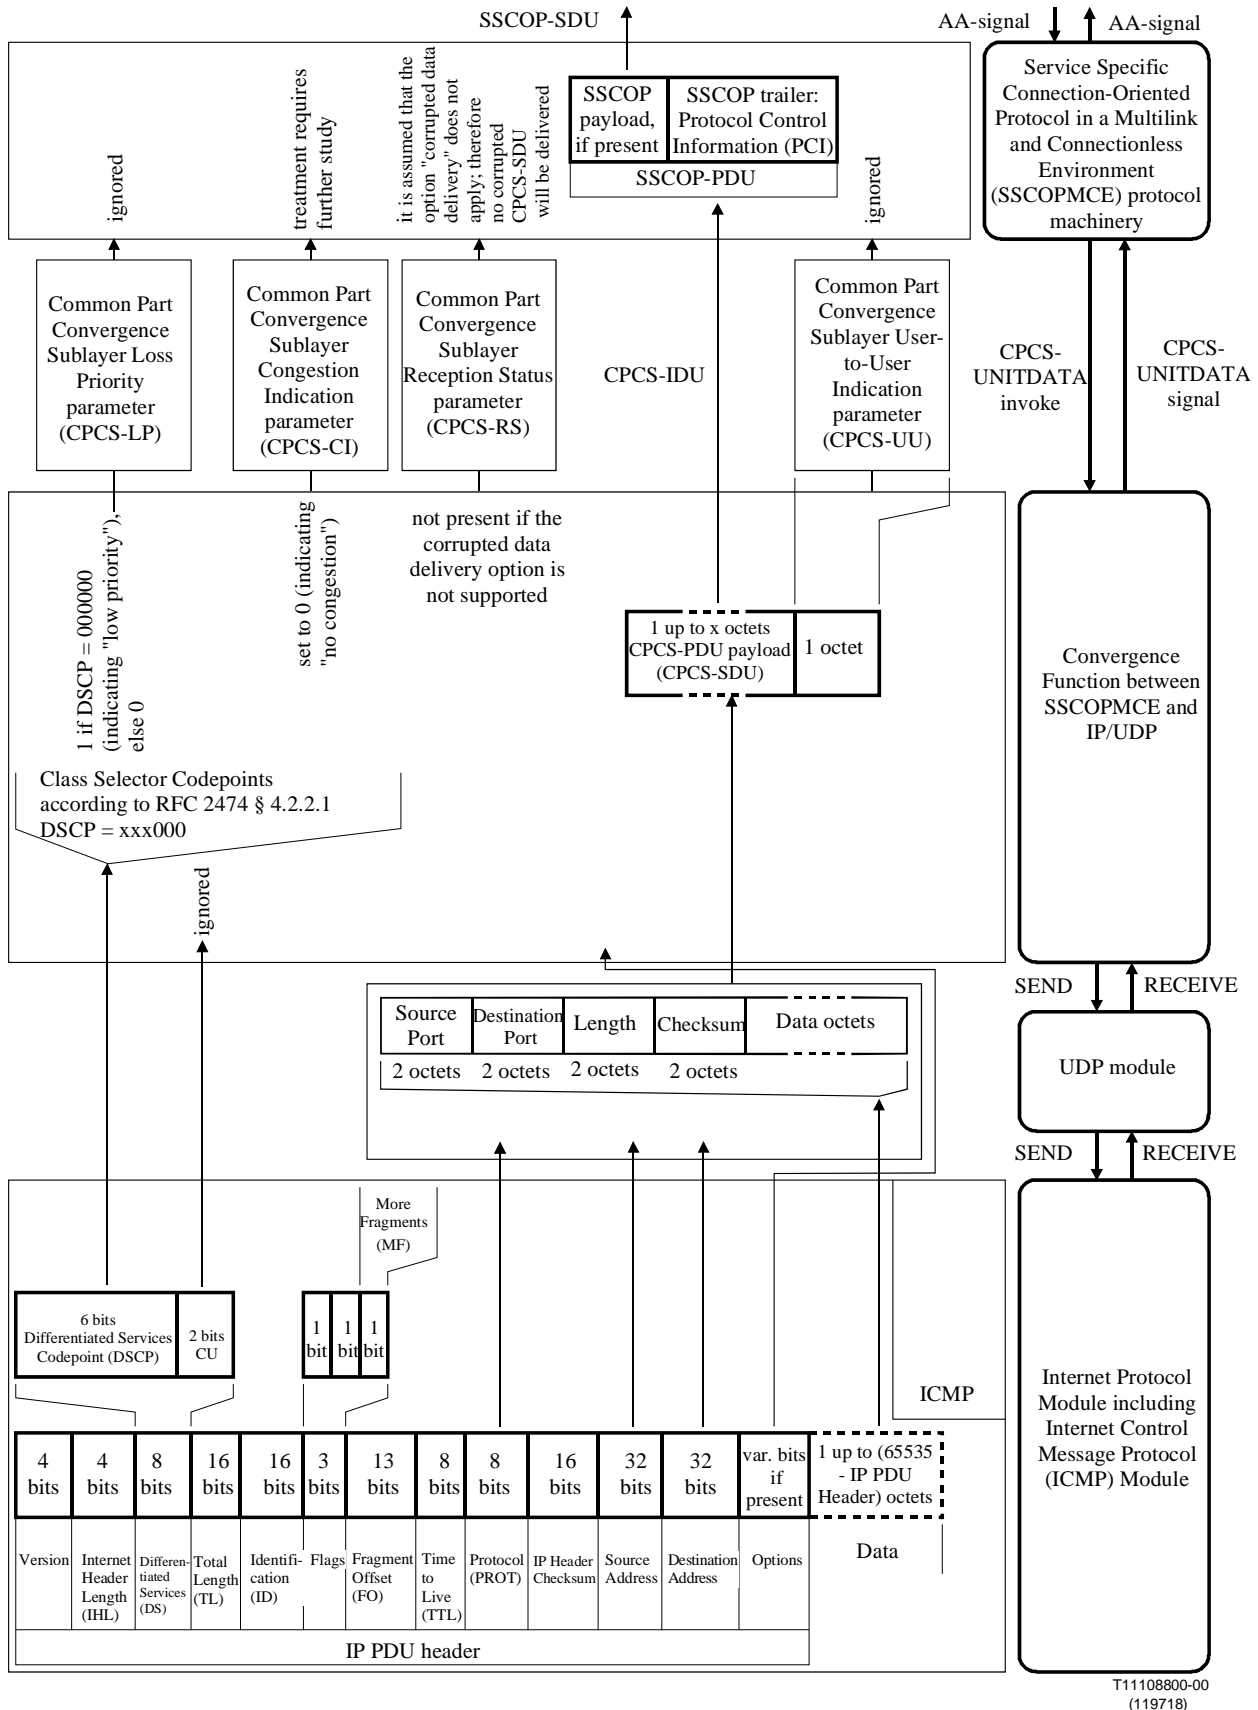 SSCOP-SDU
AA-signal
AA-signal
ignored
treatment requires
further study
it is assumed that the
option "corrupted data
delivery" does not
apply; therefore
no corrupted
CPCS-SDU
will be delivered
SSCOP
payload,
if present
SSCOP trailer:
Protocol Control
Information (PCI)
SSCOP-PDU
ignored
Service Specific
Connection-Oriented
Protocol in a Multilink
and Connectionless
Environment
(SSCOPMCE) protocol
machinery
Common Part
Convergence
Sublayer Loss
Priority
parameter
(CPCS-LP)
Common Part
Convergence
Sublayer
Congestion
Indication
parameter
(CPCS-CI)
Common Part
Convergence
Sublayer
Reception Status
parameter
(CPCS-RS)
CPCS-IDU
Common Part
Convergence
Sublayer User-
to-User
Indication
parameter
(CPCS-UU)
CPCS-
UNITDATA
invoke
CPCS-
UNITDATA
signal
1 if DSCP = 000000
(indicating "low priority"),
else 0
set to 0 (indicating
"no congestion")
not present if the
corrupted data
delivery option is
not supported
1 up to x octets
CPCS-PDU payload
(CPCS-SDU)
1 octet
Convergence
Function between
SSCOPMCE and
IP/UDP
Class Selector Codepoints
according to RFC 2474 § 4.2.2.1
DSCP = xxx000
ignored
SEND
RECEIVE
Source
Port
Destination
Port
Length
Checksum
Data octets
2 octets
2 octets
2 octets
2 octets
UDP module
SEND
RECEIVE
More
Fragments
(MF)
6 bits
Differentiated Services
Codepoint (DSCP)
2 bits
CU
1
bit
1
bit
1
bit
ICMP
Internet Protocol
Module including
Internet Control
Message Protocol
(ICMP) Module
4
bits
4
bits
8
bits
16
bits
16
bits
3
bits
13
bits
8
bits
8
bits
16
bits
32
bits
32
bits
var. bits
if
present
1 up to (65535
- IP PDU
Header) octets
Version
Internet
Header
Length
(IHL)
Differen-
tiated
Services
(DS)
Total
Length
(TL)
Identifi-
cation
(ID)
Flags
Fragment
Offset
(FO)
Time
to
Live
(TTL)
Protocol
(PROT)
IP Header
Checksum
Source
Address
Destination
Address
Options
Data
IP PDU header
T11108800-00
(119718)